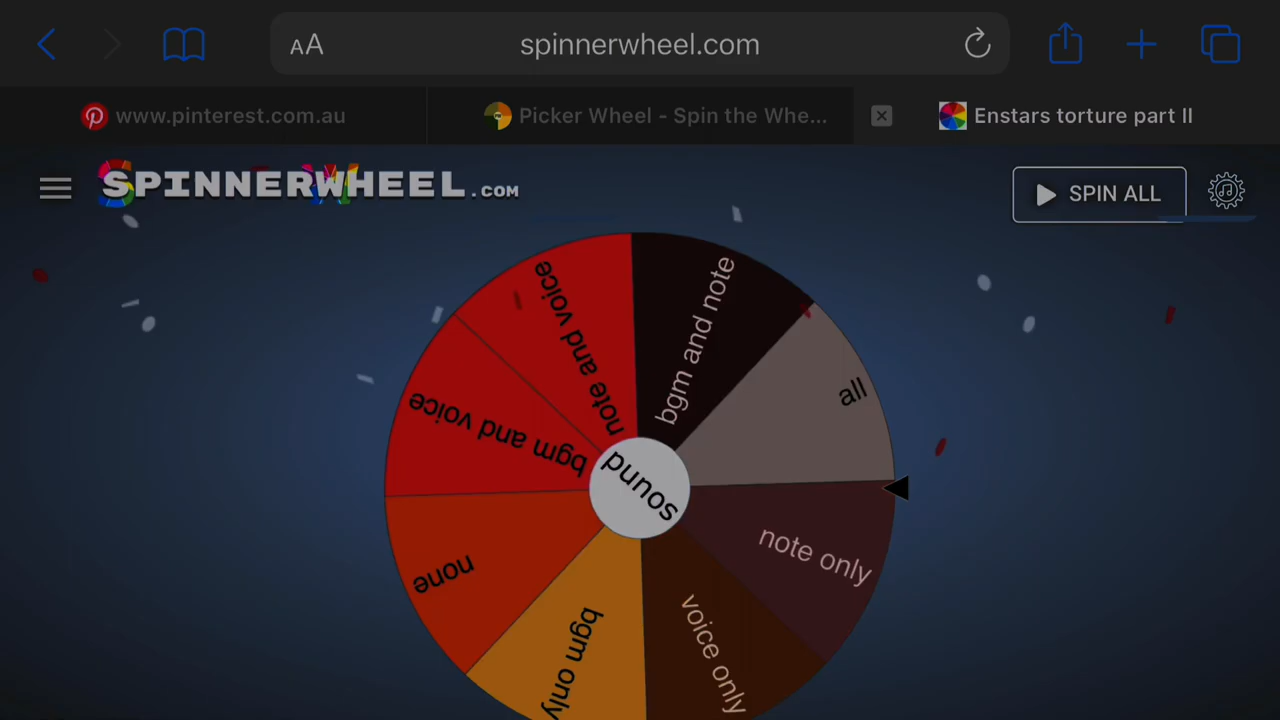 AA
spinnerwheel.com
www.pinterest.com.au
Picker Wheel - Spin the Whe...
Enstars torture part II
SPINNERWHEEL.COM
SPIN ALL
note and voice
bgm and note
all
bgm and voice
sound
note only
none
bgm only
voice only